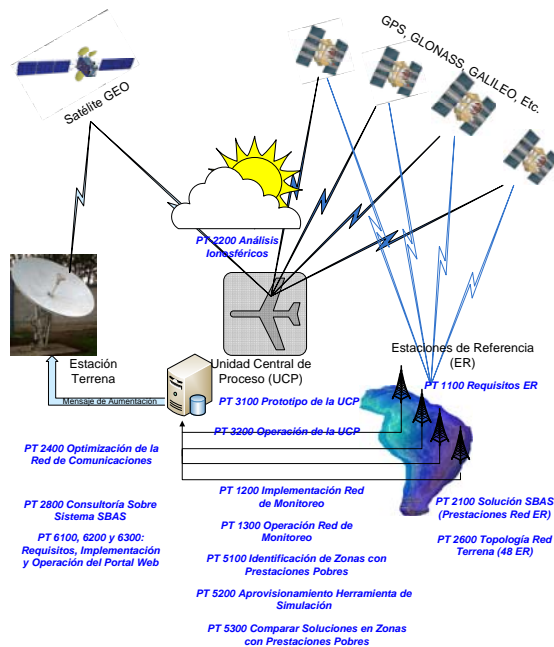 GPS, GLONASS, GALILEO, Etc.
Satélite GEO
PT 2200 Análisis
Ionosféricos
Estación
Terrena
Unidad Central de
Proceso (UCP)
Estaciones de Referencia
(ER)
PT 1100 Requisitos ER
Mensaje de Aumentación
PT 3100 Prototipo de la UCP
PT 3200 Operación de la UCP
PT 2400 Optimización de la
Red de Comunicaciones
PT 2800 Consultoría Sobre
Sistema SBAS
PT 6100, 6200 y 6300:
Requisitos, Implementación
y Operación del Portal Web
PT 1200 Implementación Red
de Monitoreo
PT 1300 Operación Red de
Monitoreo
PT 5100 Identificación de Zonas con
Prestaciones Pobres
PT 5200 Aprovisionamiento Herramienta de
Simulación
PT 5300 Comparar Soluciones en Zonas
con Prestaciones Pobres
PT 2100 Solución SBAS
(Prestaciones Red ER)
PT 2600 Topología Red
Terrena (48 ER)